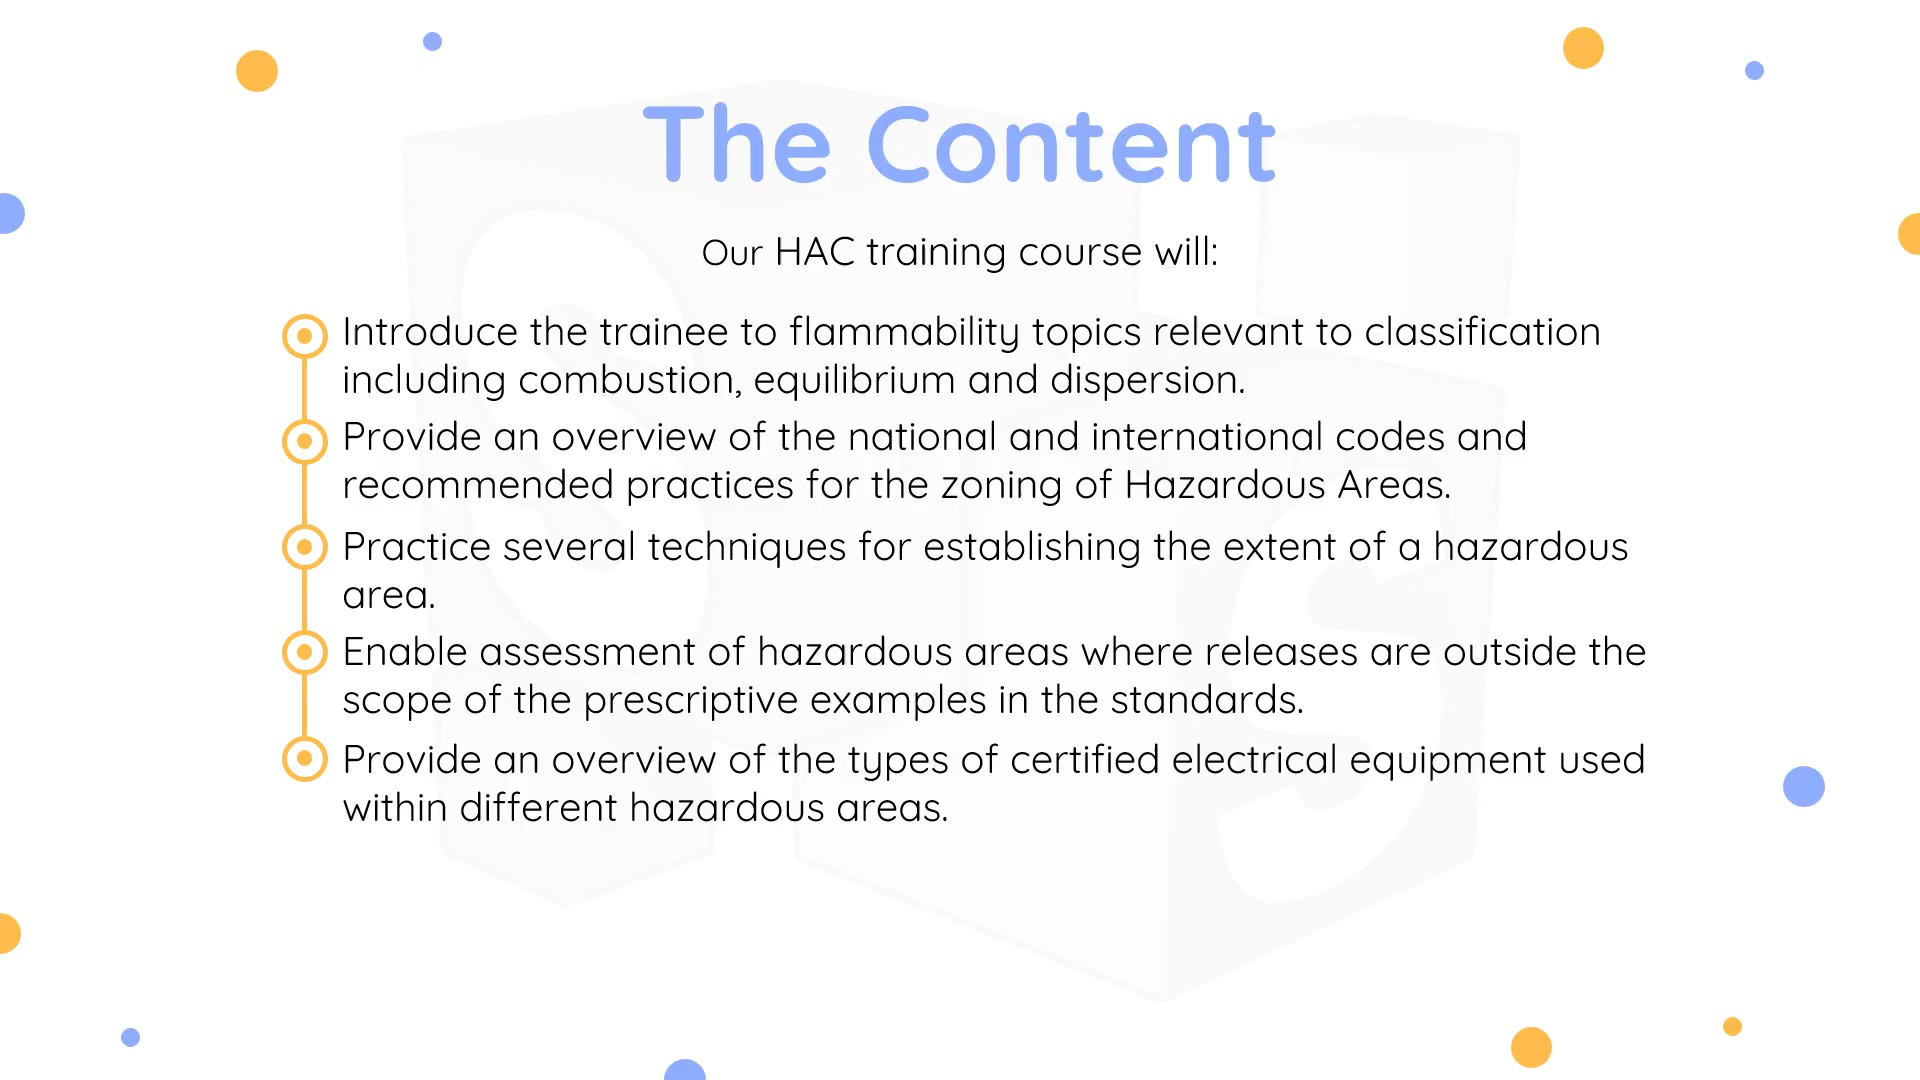 The Content
Our HAC training course will:
Introduce the trainee to flammability topics relevant to classification
including combustion, equilibrium and dispersion.
Provide an overview of the national and international codes and
recommended practices for the zoning of Hazardous Areas.
Practice several techniques for establishing the extent of a hazardous
area.
Enable assessment of hazardous areas where releases are outside the
scope of the prescriptive examples in the standards.
Provide an overview of the types of certified electrical equipment used
within different hazardous areas.